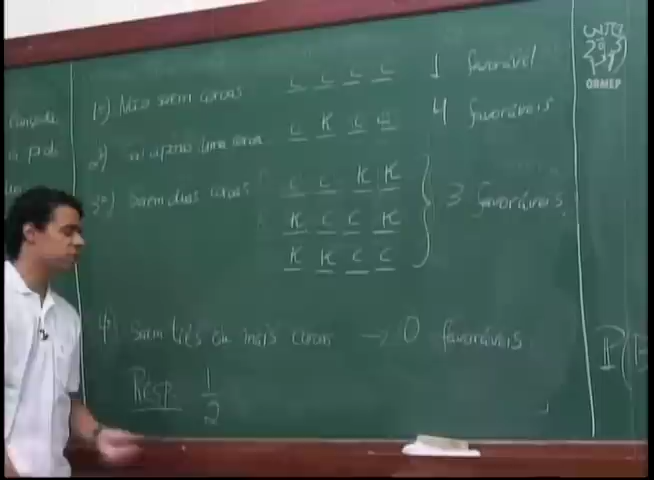 1º) Não saem coroas C C C C 1 favorável
2º) sai apenas uma coroa C K C C 4 favoráveis
3º) saem duas coroas C C K K
K C C K 3 favoráveis
K K C C
4º) saem três ou mais coroas → 0 favoráveis
Resp. 1/2
P(
OBMEP